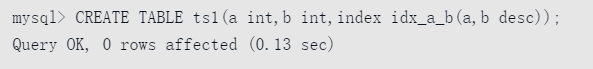 mysql> CREATE TABLE ts1(a int,b int,index idx_a_b(a,b desc));
Query OK, 0 rows affected (0.13 sec)